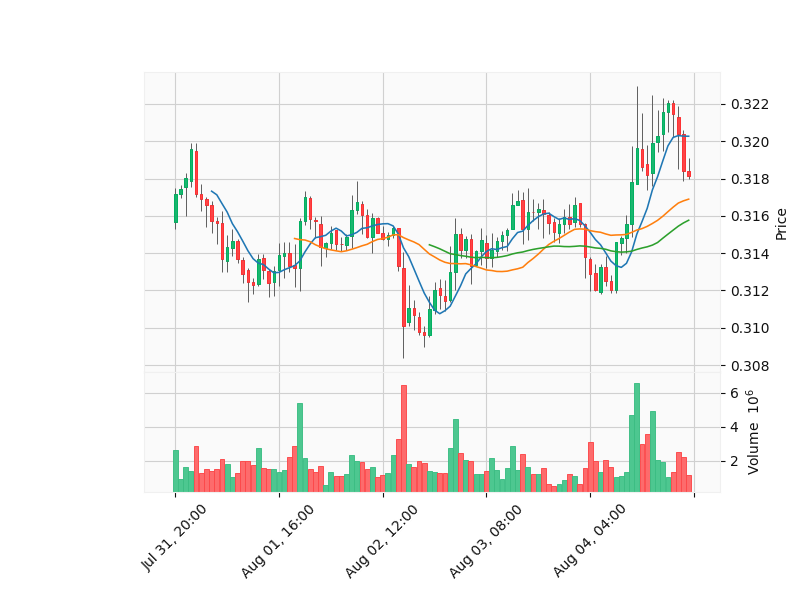 0.322
0.320
0.318
0.316
0.314
0.312
0.310
0.308
Price
6
4
2
Volume 10⁶
Jul 31, 20:00
Aug 01, 16:00
Aug 02, 12:00
Aug 03, 08:00
Aug 04, 04:00